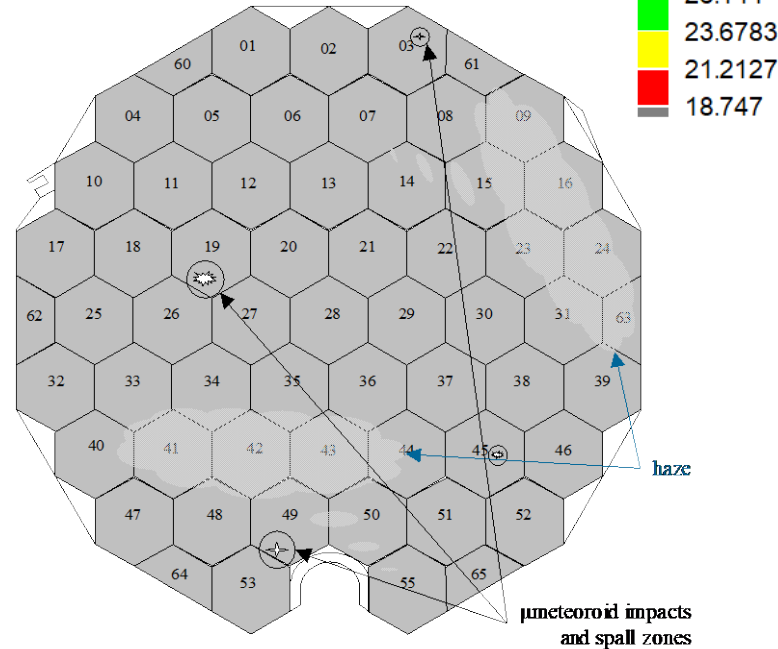 23.6783
21.2127
18.747
01 02 03
60 61
04 05 06 07 08 09
10 11 12 13 14 15 16
17 18 19 20 21 22 23 24
62 25 26 27 28 29 30 31 63
32 33 34 35 36 37 38 39
40 41 42 43 44 45 46
haze
47 48 49 50 51 52
64 53 55 65
µmeteoroid impacts
and spall zones